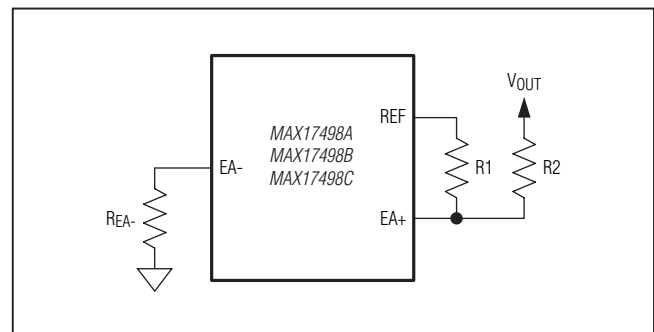 VOUT
REF
MAX17498A
MAX17498B
MAX17498C
EA-
R1
R2
REA-
EA+